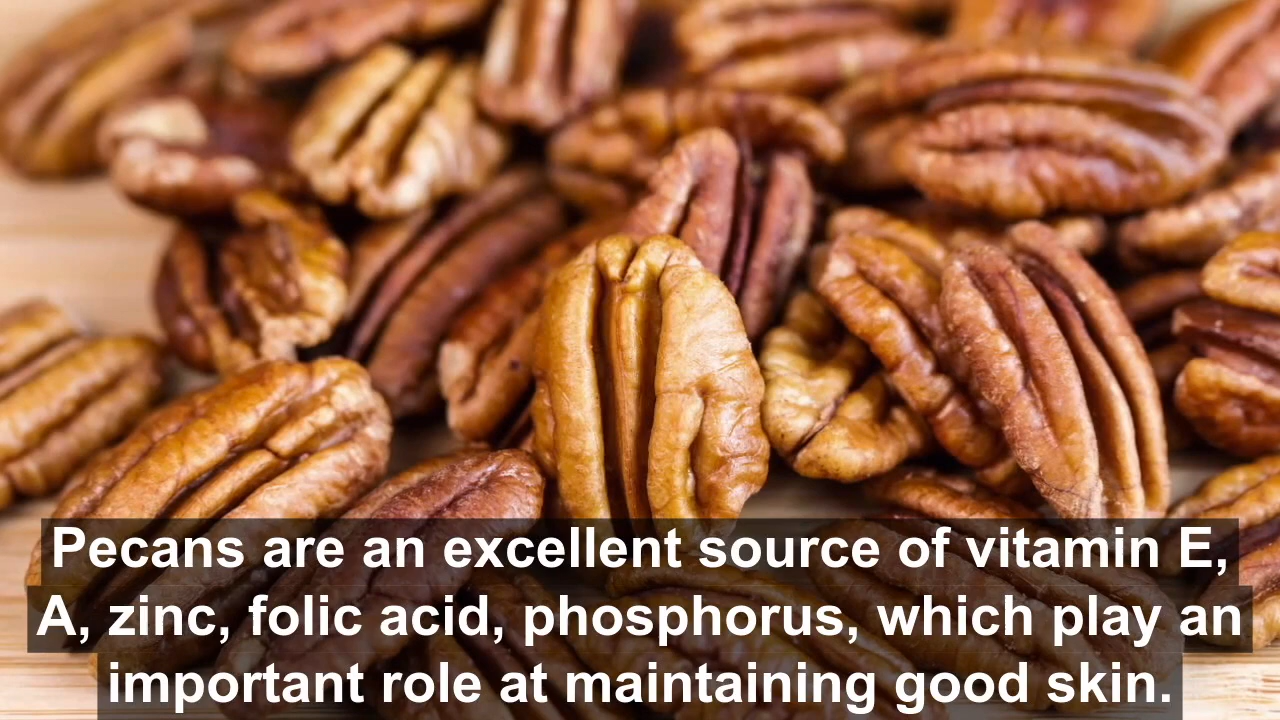 Pecans are an excellent source of vitamin E,
A, zinc, folic acid, phosphorus, which play an
important role at maintaining good skin.